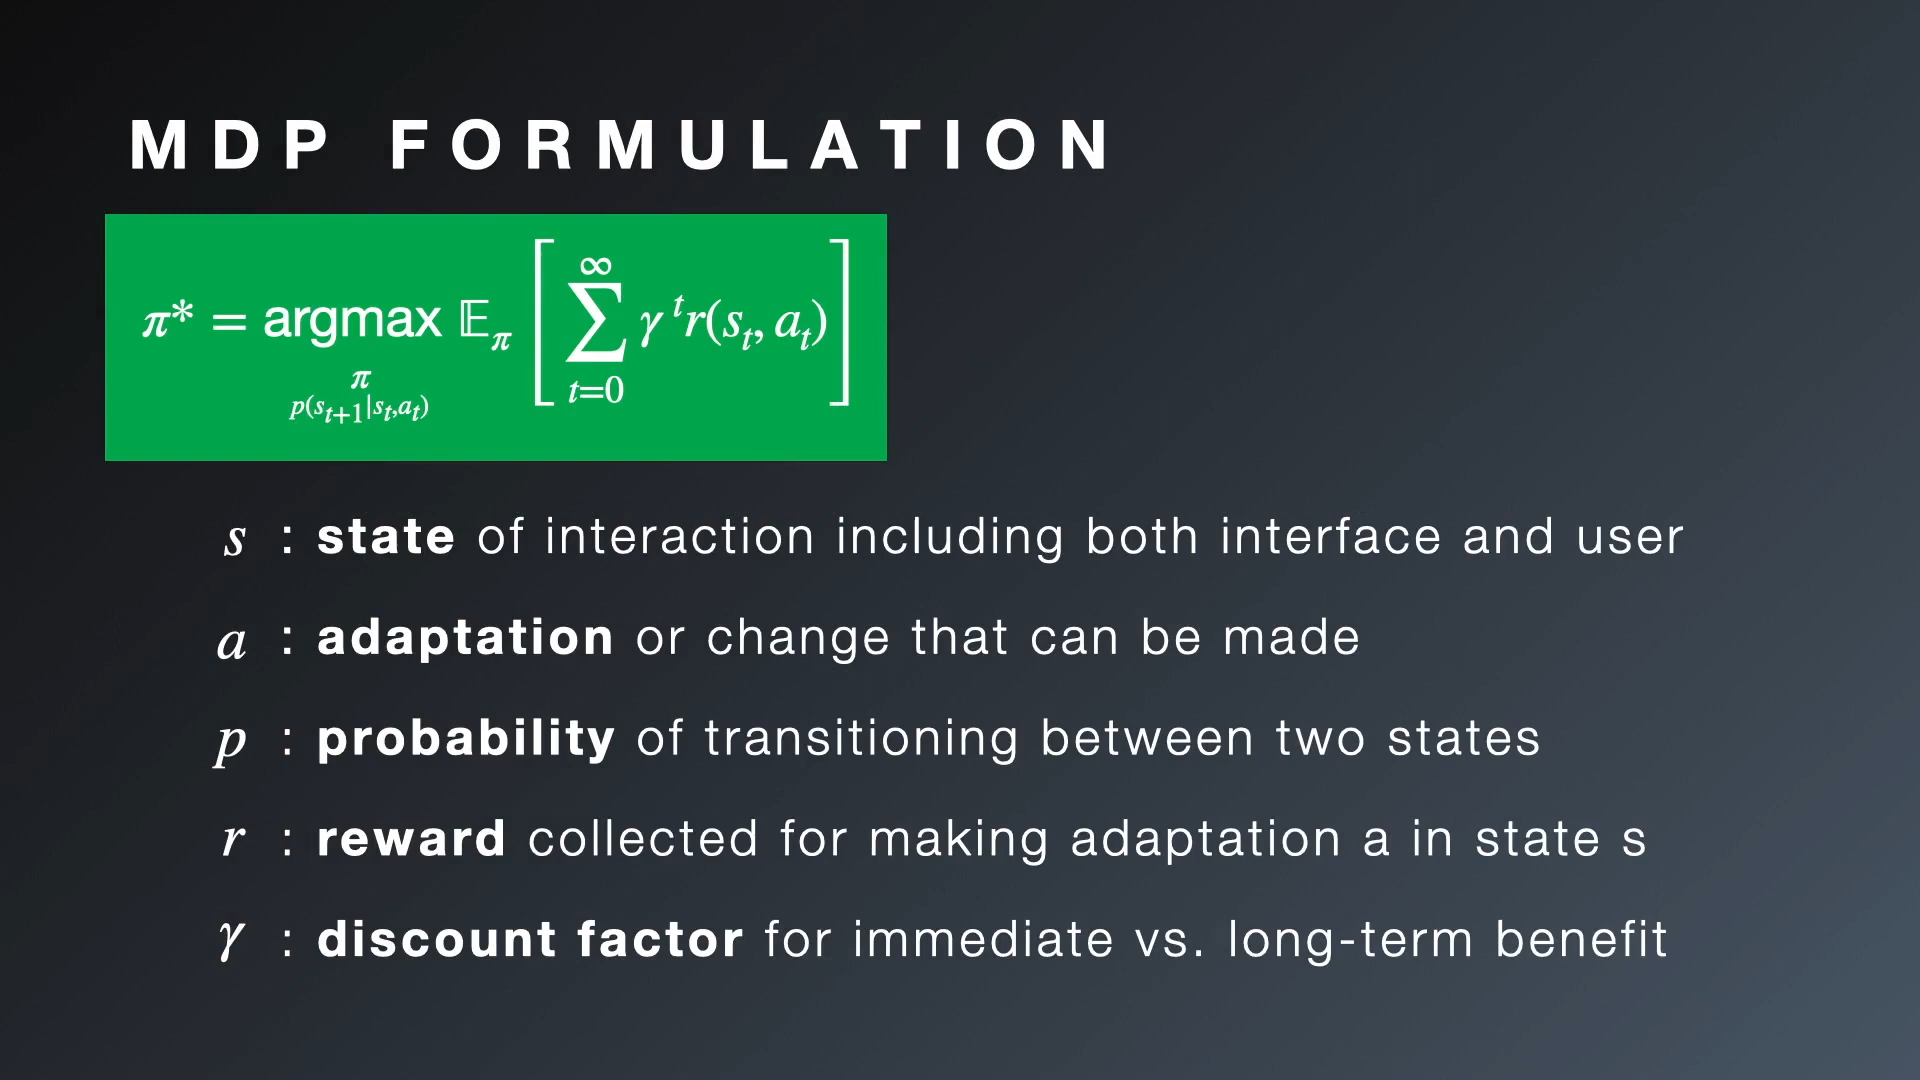 MDP FORMULATION
π* = argmax 𝔼_π [ ∑ γ^t r(s_t, a_t) ]
∞
t=0
π
p(s_{t+1}|s_t,a_t)
s : state of interaction including both interface and user
a : adaptation or change that can be made
p : probability of transitioning between two states
r : reward collected for making adaptation a in state s
γ : discount factor for immediate vs. long-term benefit